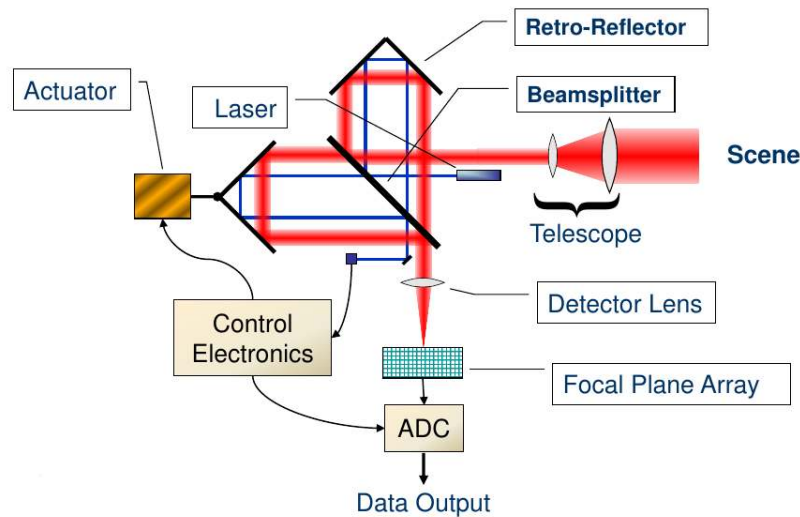 Retro-Reflector
Actuator
Laser
Beamsplitter
Scene
Telescope
Detector Lens
Control
Electronics
Focal Plane Array
ADC
Data Output